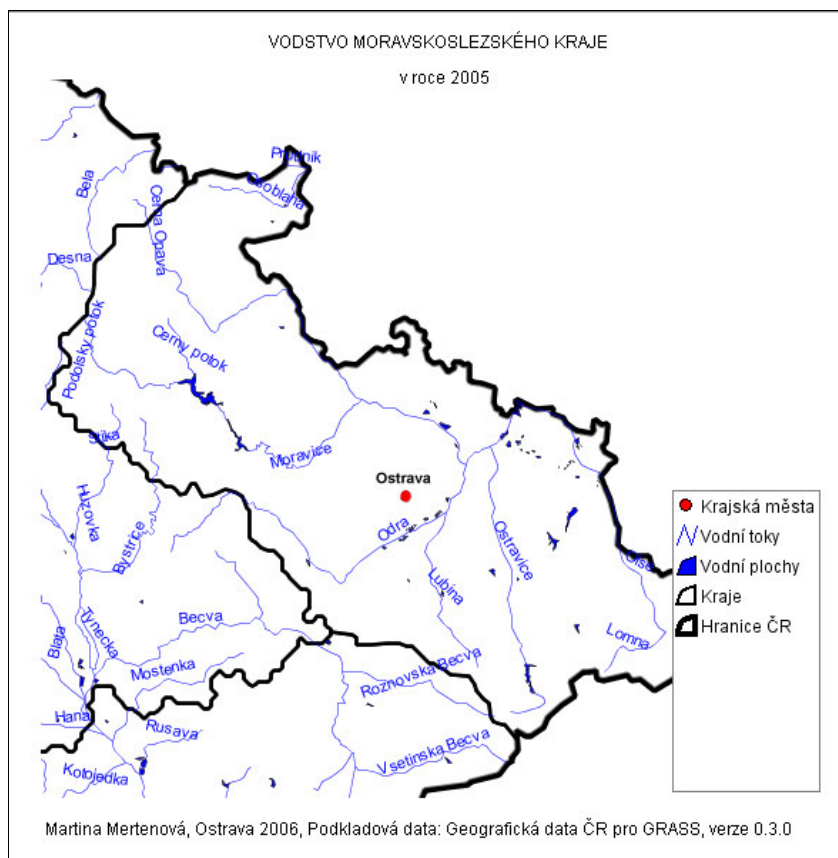 VODSTVO MORAVSKOSLEZSKÉHO KRAJE
v roce 2005
Prudnik
Osoblaha
Bela
Cerna Opava
Desna
Podolsky potok
Cerny potok
Stika
Moravice
Ostrava
Huzovka
Bystrice
Odra
Ostravice
Lubina
Olse
Becva
Tynecka
Blata
Lomna
Mostenka
Roznovska Becva
Hana
Rusava
Vsetinska Becva
Kotojedka
Krajská města
Vodní toky
Vodní plochy
Kraje
Hranice ČR
Martina Mertenová, Ostrava 2006, Podkladová data: Geografická data ČR pro GRASS, verze 0.3.0